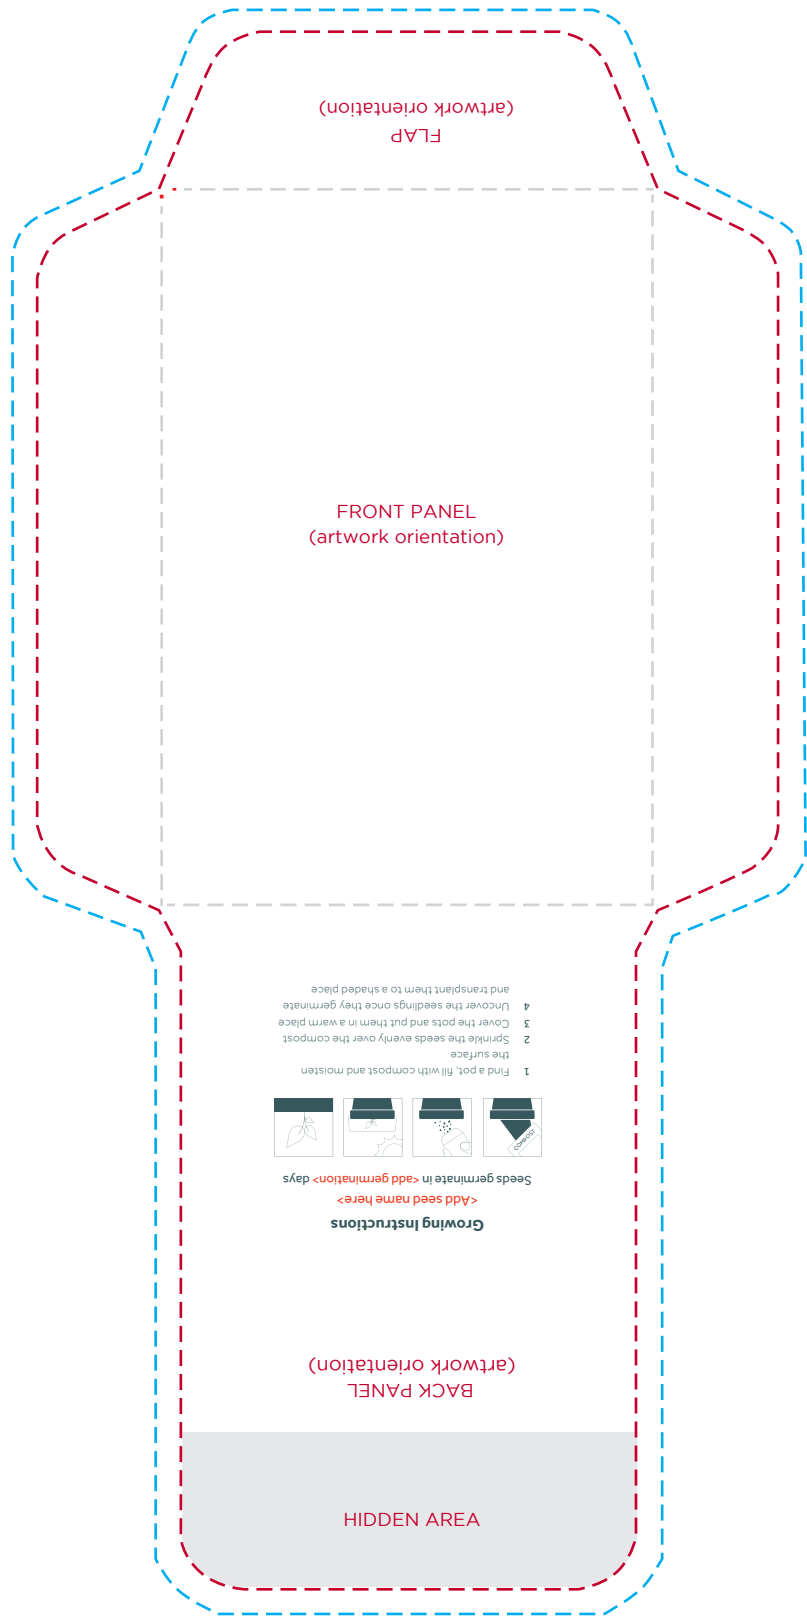 FLAP
(artwork orientation)
FRONT PANEL
(artwork orientation)
BACK PANEL
(artwork orientation)
Growing Instructions
<Add seed name here>
Seeds germinate in <add germination> days
COMPOST
1 Find a pot, fill with compost and moisten
the surface
2 Sprinkle the seeds evenly over the compost
3 Cover the pots and put them in a warm place
4 Uncover the seedlings once they germinate
and transplant them to a shaded place
HIDDEN AREA